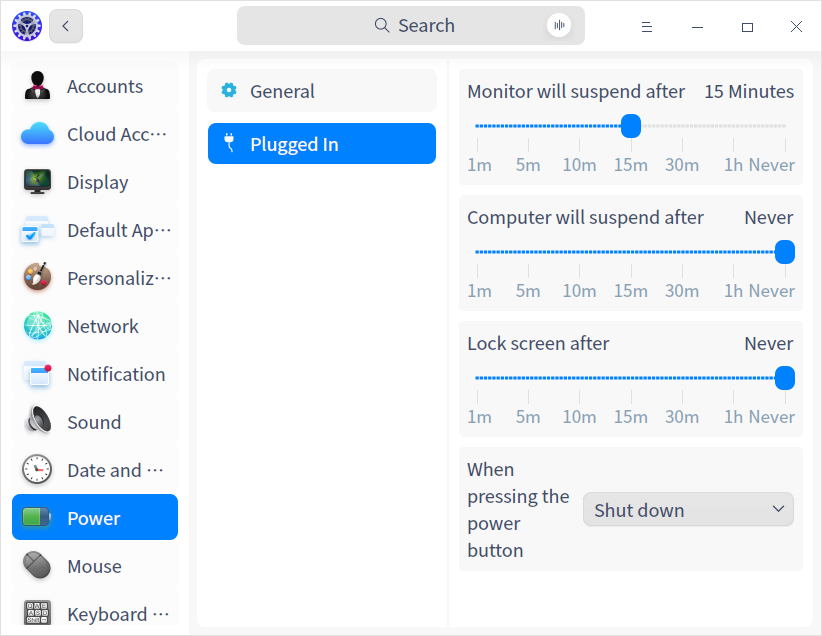 Search
Accounts
Cloud Acc···
Display
Default Ap···
Personaliz···
Network
Notification
Sound
Date and ···
Power
Mouse
Keyboard ···
General
Plugged In
Monitor will suspend after 15 Minutes
1m 5m 10m 15m 30m 1h Never
Computer will suspend after Never
1m 5m 10m 15m 30m 1h Never
Lock screen after Never
1m 5m 10m 15m 30m 1h Never
When
pressing the
power
button
Shut down